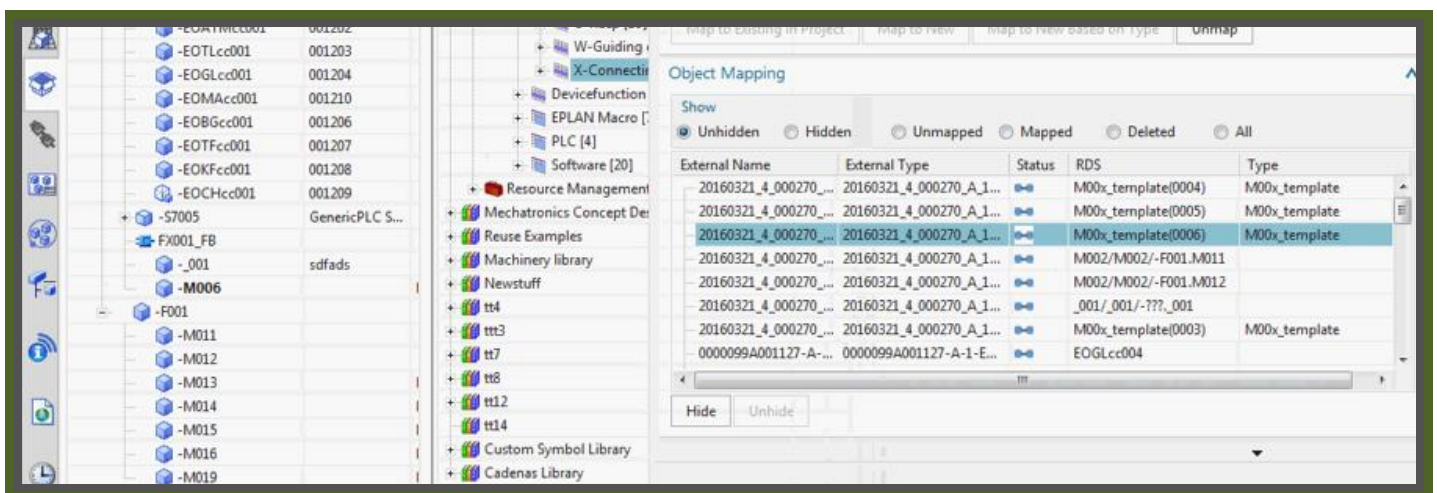 -EOATMcc001 001202
-EOTLcc001 001203
-EOGLcc001 001204
-EOMAcc001 001210
-EOBGcc001 001206
-EOTFcc001 001207
-EOKFcc001 001208
-EOCHcc001 001209
-S7005 GenericPLC S...
FX001_FB
-_001 sdfads
-M006
-F001
-M011
-M012
-M013
-M014
-M015
-M016
-M019
W-Guiding
X-Connectin
Devicefunction
EPLAN Macro [
PLC [4]
Software [20]
Resource Management
Mechatronics Concept De
Reuse Examples
Machinery library
Newstuff
tt4
ttt3
tt7
tt8
tt12
tt14
Custom Symbol Library
Cadenas Library
Map to Existing in Project Map to New Map to New Based on Type Unmap
Object Mapping
Show
Unhidden Hidden Unmapped Mapped Deleted All
External Name External Type Status RDS Type
20160321_4_000270_... 20160321_4_000270_A_1... M00x_template(0004) M00x_template
20160321_4_000270_... 20160321_4_000270_A_1... M00x_template(0005) M00x_template
20160321_4_000270_... 20160321_4_000270_A_1... M00x_template(0006) M00x_template
20160321_4_000270_... 20160321_4_000270_A_1... M002/M002/-F001.M011
20160321_4_000270_... 20160321_4_000270_A_1... M002/M002/-F001.M012
20160321_4_000270_... 20160321_4_000270_A_1... _001/_001/-???._001
20160321_4_000270_... 20160321_4_000270_A_1... M00x_template(0003) M00x_template
0000099A001127-A-... 0000099A001127-A-1-E... EOGLcc004
Hide Unhide